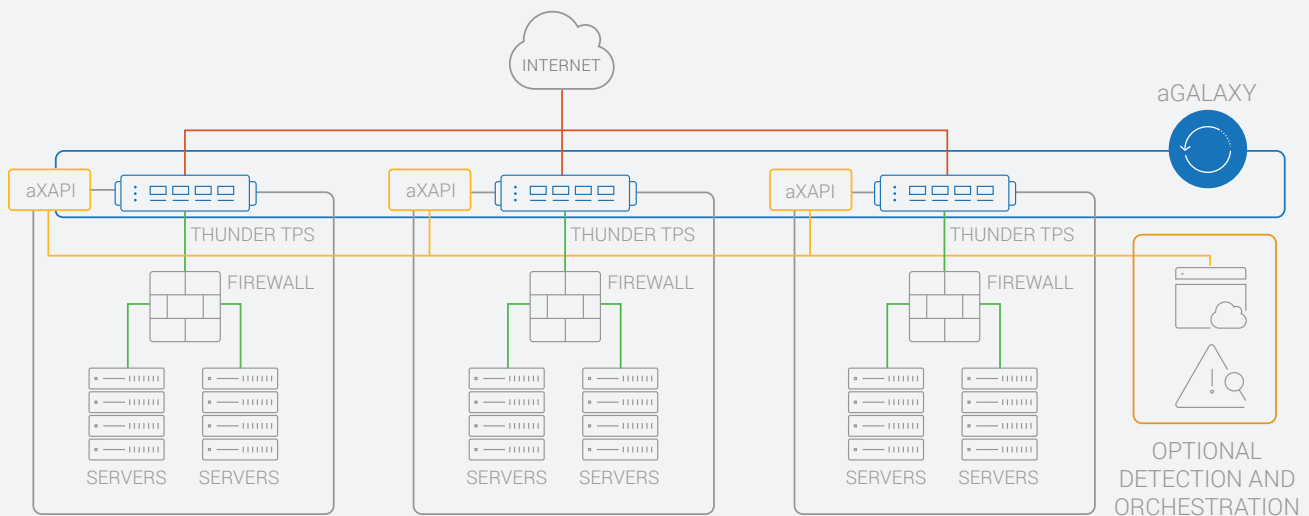 INTERNET
aGALAXY
aXAPI
aXAPI
aXAPI
THUNDER TPS
THUNDER TPS
THUNDER TPS
FIREWALL
FIREWALL
FIREWALL
SERVERS
SERVERS
SERVERS
SERVERS
SERVERS
SERVERS
OPTIONAL
DETECTION AND
ORCHESTRATION